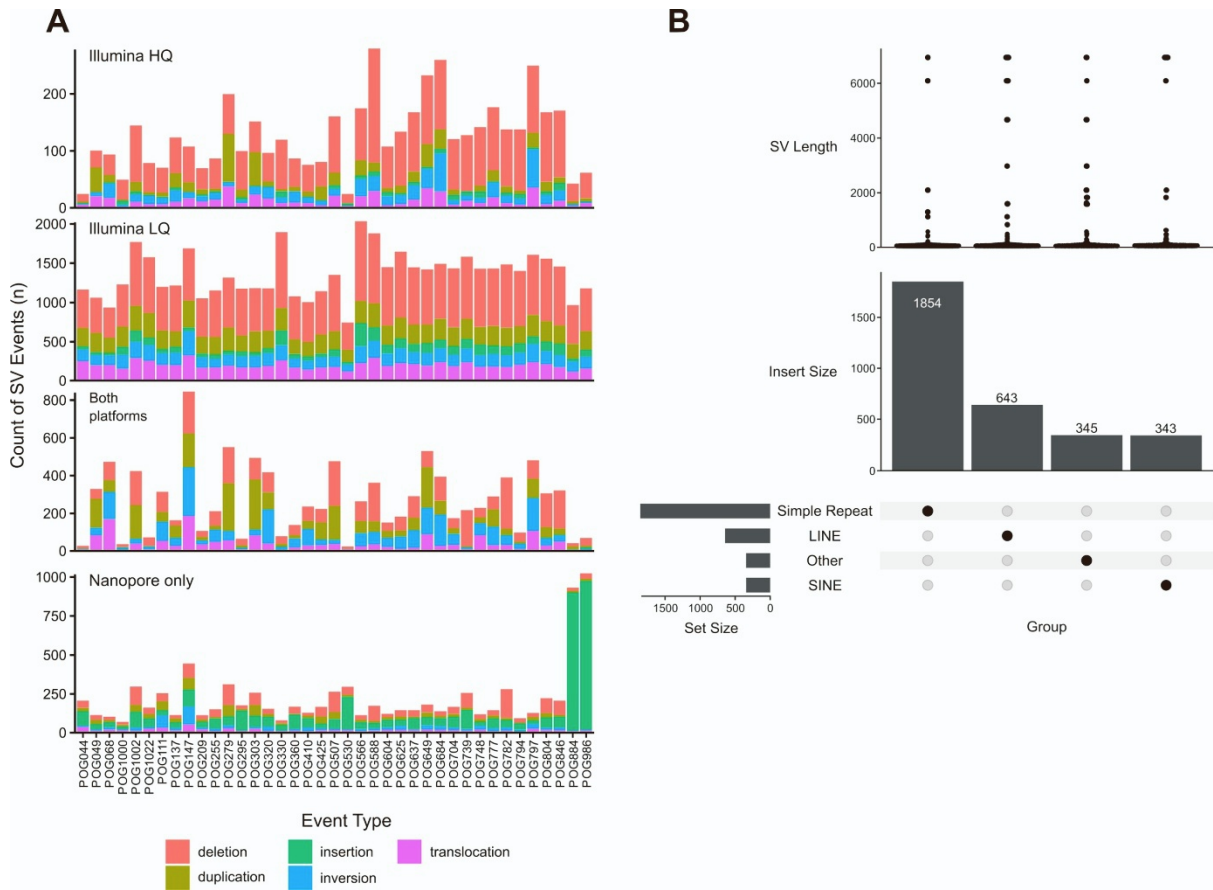 A
Illumina HQ
200
100
0
Illumina LQ
2000
1500
1000
500
0
Both
platforms
800
600
400
200
0
Nanopore only
1000
750
500
250
0
Count of SV Events (n)
POG044
POG049
POG068
POG1000
POG1002
POG1022
POG111
POG137
POG147
POG209
POG255
POG279
POG295
POG303
POG320
POG330
POG360
POG410
POG425
POG507
POG530
POG566
POG588
POG604
POG625
POG637
POG649
POG684
POG704
POG739
POG748
POG777
POG782
POG794
POG797
POG804
POG846
POG884
POG986
Event Type
deletion
insertion
translocation
duplication
inversion
B
6000
4000
2000
0
SV Length
1500
1000
500
0
Insert Size
1854
643
345
343
Simple Repeat
LINE
Other
SINE
1500 1000 500 0
Set Size
Group